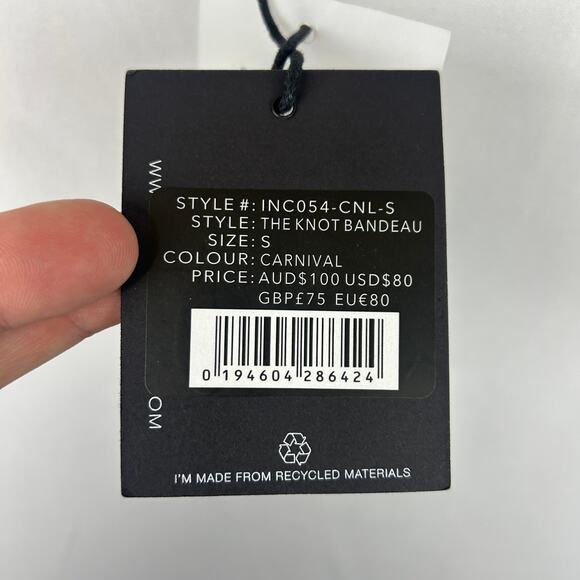 STYLE #: INC054-CNL-S
STYLE: THE KNOT BANDEAU
SIZE: S
COLOUR: CARNIVAL
PRICE: AUD$100 USD$80
GBP£75 EU€80
0 194604 286424
I'M MADE FROM RECYCLED MATERIALS